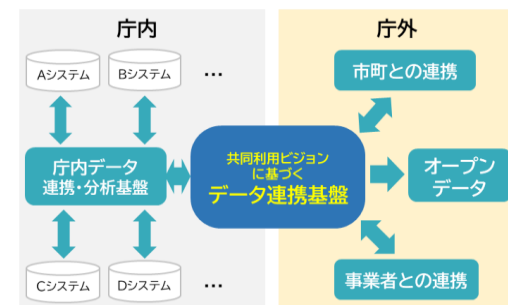 庁内
庁外
Aシステム
Bシステム
…
市町との連携
庁内データ
連携・分析基盤
共同利用ビジョン
に基づく
データ連携基盤
オープン
データ
Cシステム
Dシステム
…
事業者との連携